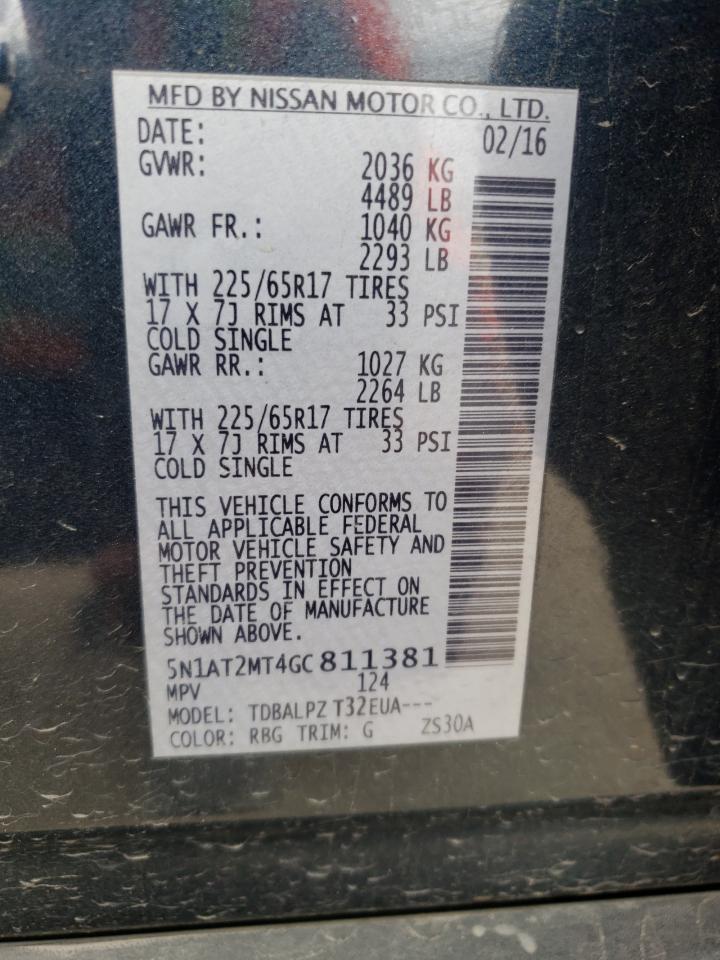 MFD BY NISSAN MOTOR CO., LTD.
DATE: 02/16
GVWR: 2036 KG
4489 LB
GAWR FR.: 1040 KG
2293 LB
WITH 225/65R17 TIRES
17 X 7J RIMS AT 33 PSI
COLD SINGLE
GAWR RR.: 1027 KG
2264 LB
WITH 225/65R17 TIRES
17 X 7J RIMS AT 33 PSI
COLD SINGLE
THIS VEHICLE CONFORMS TO
ALL APPLICABLE FEDERAL
MOTOR VEHICLE SAFETY AND
THEFT PREVENTION
STANDARDS IN EFFECT ON
THE DATE OF MANUFACTURE
SHOWN ABOVE.
5N1AT2MT4GC811381
MPV 124
MODEL: TDBALPZ T32EUA---
COLOR: RBG TRIM: G ZS30A